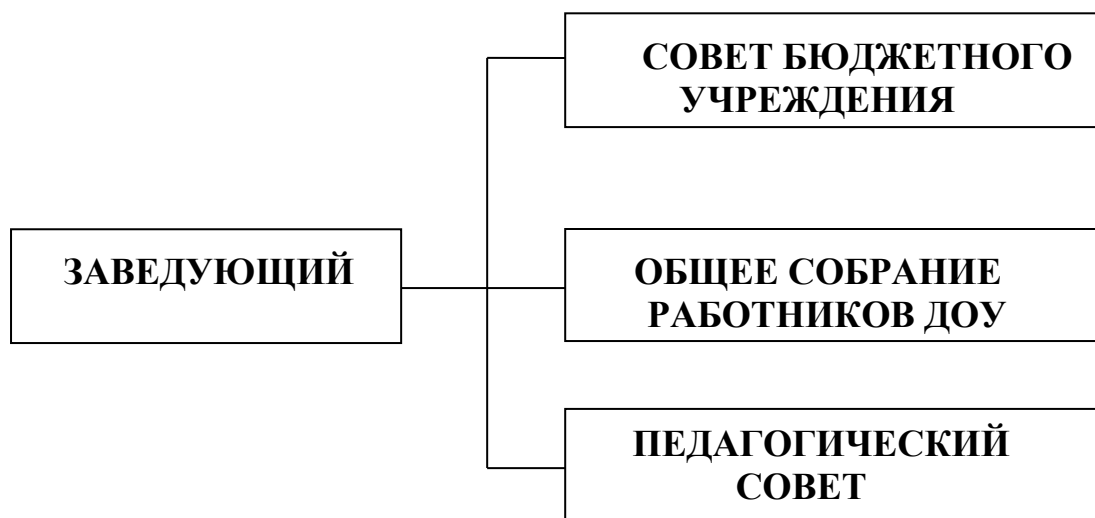 СОВЕТ БЮДЖЕТНОГО
УЧРЕЖДЕНИЯ
ЗАВЕДУЮЩИЙ
ОБЩЕЕ СОБРАНИЕ
РАБОТНИКОВ ДОУ
ПЕДАГОГИЧЕСКИЙ
СОВЕТ